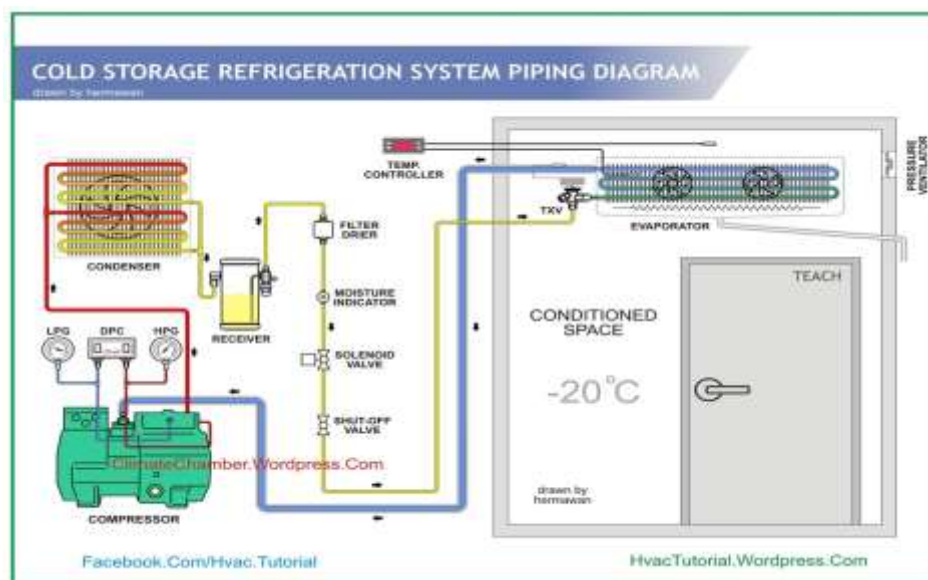 COLD STORAGE REFRIGERATION SYSTEM PIPING DIAGRAM
drawn by hermawan
TEMP.
CONTROLLER
PRESSURE
VENTILATOR
TXV
EVAPORATOR
FILTER
DRIER
CONDENSER
RECEIVER
MOISTURE
INDICATOR
TEACH
CONDITIONED
SPACE
-20°C
LPG
DPC
HPG
SOLENOID
VALVE
SHUT-OFF
VALVE
ClimateChamber.Wordpress.Com
COMPRESSOR
drawn by
hermawan
Facebook.Com/Hvac.Tutorial
HvacTutorial.Wordpress.Com